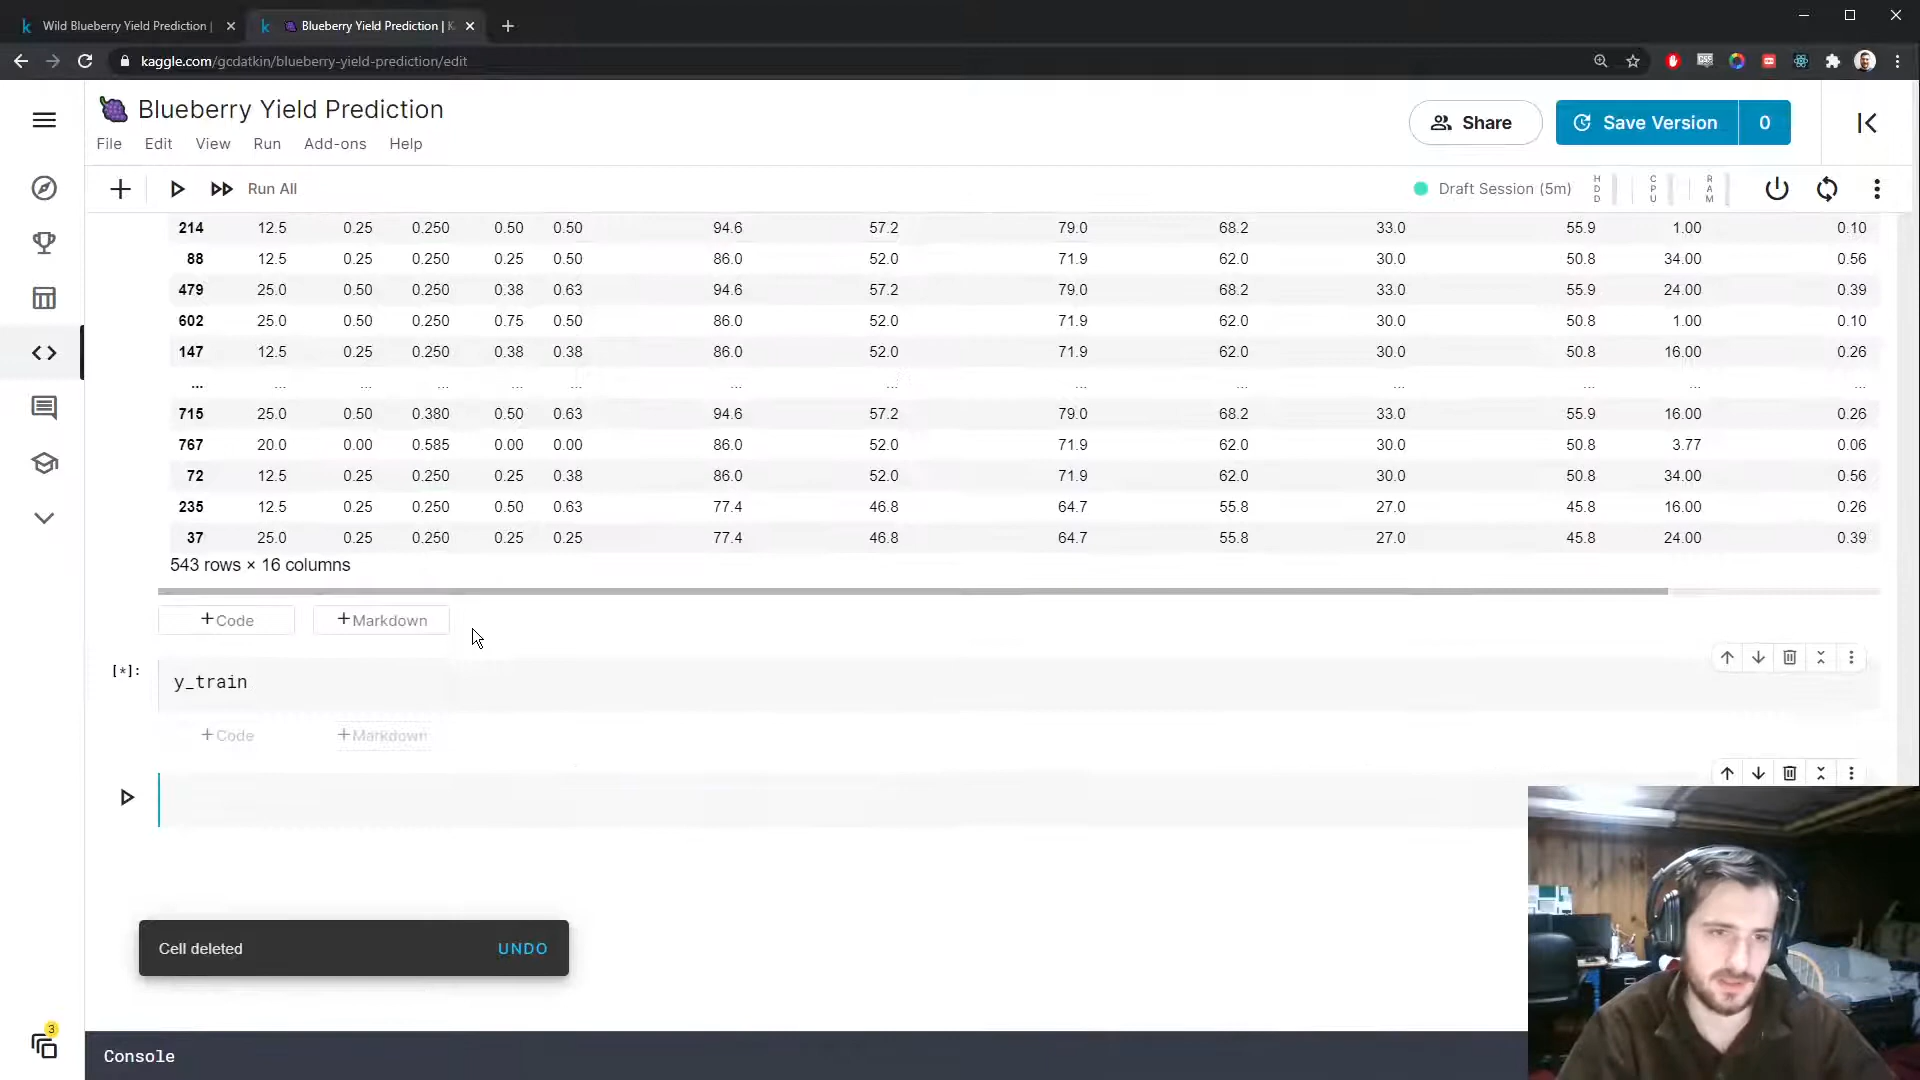 Wild Blueberry Yield Prediction |
Blueberry Yield Prediction | K
kaggle.com/gcdatkin/blueberry-yield-prediction/edit
Blueberry Yield Prediction
File Edit View Run Add-ons Help
Share
Save Version 0
Run All
Draft Session (5m)
HDD
CPU
RAM
214 12.5 0.25 0.250 0.50 0.50 94.6 57.2 79.0 68.2 33.0 55.9 1.00 0.10
88 12.5 0.25 0.250 0.25 0.50 86.0 52.0 71.9 62.0 30.0 50.8 34.00 0.56
479 25.0 0.50 0.250 0.38 0.63 94.6 57.2 79.0 68.2 33.0 55.9 24.00 0.39
602 25.0 0.50 0.250 0.75 0.50 86.0 52.0 71.9 62.0 30.0 50.8 1.00 0.10
147 12.5 0.25 0.250 0.38 0.38 86.0 52.0 71.9 62.0 30.0 50.8 16.00 0.26
... ... ... ... ... ... ... ... ... ... ... ... ... ...
715 25.0 0.50 0.380 0.50 0.63 94.6 57.2 79.0 68.2 33.0 55.9 16.00 0.26
767 20.0 0.00 0.585 0.00 0.00 86.0 52.0 71.9 62.0 30.0 50.8 3.77 0.06
72 12.5 0.25 0.250 0.25 0.38 86.0 52.0 71.9 62.0 30.0 50.8 34.00 0.56
235 12.5 0.25 0.250 0.50 0.63 77.4 46.8 64.7 55.8 27.0 45.8 16.00 0.26
37 25.0 0.25 0.250 0.25 0.25 77.4 46.8 64.7 55.8 27.0 45.8 24.00 0.39
543 rows × 16 columns
+Code +Markdown
[*]: y_train
+Code +Markdown
Cell deleted UNDO
3
Console